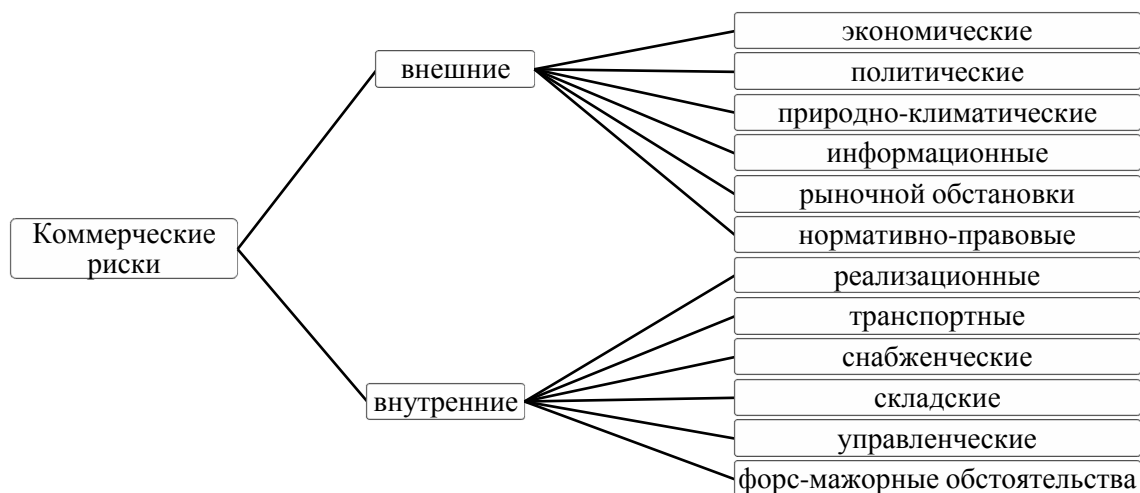 Коммерческие
риски
внешние
экономические
политические
природно-климатические
информационные
рыночной обстановки
нормативно-правовые
внутренние
реализационные
транспортные
снабженческие
складские
управленческие
форс-мажорные обстоятельства